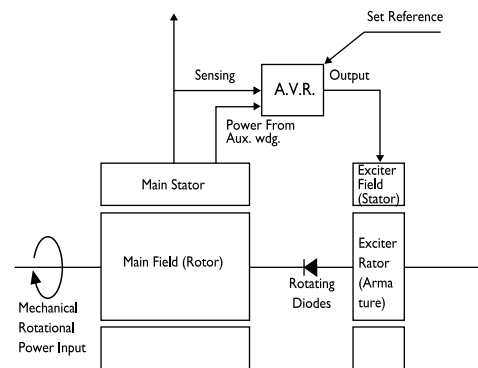 Set Reference
Sensing
A.V.R.
Output
Power From
Aux. wdg.
Main Stator
Exciter
Field
(Stator)
Main Field (Rotor)
Exciter
Rator
(Arma
ture)
Rotating
Diodes
Mechanical
Rotational
Power Input